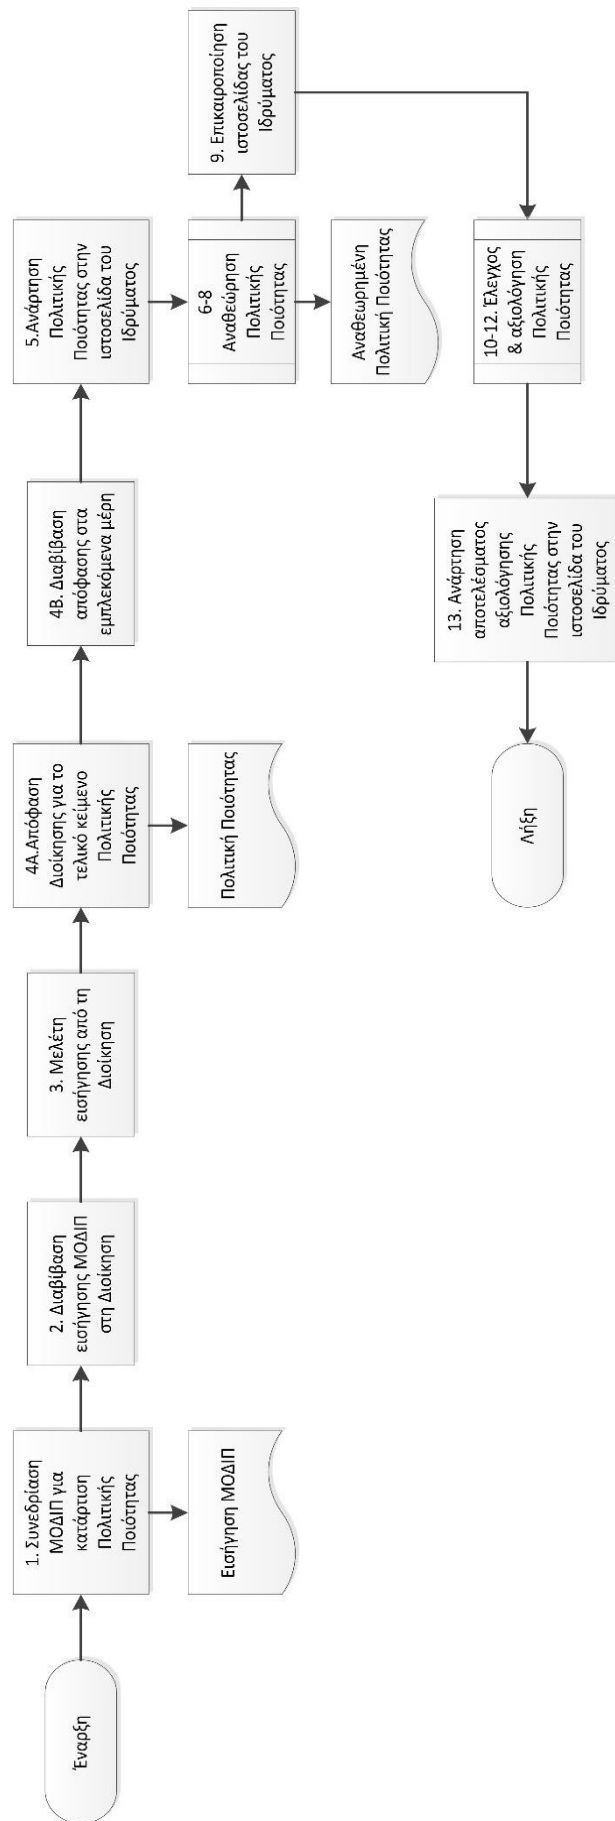 Έναρξη
1. Συνεδρίαση
ΜΟΔΙΠ για
κατάρτιση
Πολιτικής
Ποιότητας
Εισήγηση ΜΟΔΙΠ
2. Διαβίβαση
εισήγησης ΜΟΔΙΠ
στη Διοίκηση
3. Μελέτη
εισήγησης από τη
Διοίκηση
4Α.Απόφαση
Διοίκησης για το
τελικό κείμενο
Πολιτικής
Ποιότητας
Πολιτική Ποιότητας
4Β. Διαβίβαση
απόφασης στα
εμπλεκόμενα μέρη
5.Ανάρτηση
Πολιτικής
Ποιότητας στην
ιστοσελίδα του
Ιδρύματος
6-8
Αναθεώρηση
Πολιτικής
Ποιότητας
Αναθεωρημένη
Πολιτική Ποιότητας
9. Επικαιροποίηση
ιστοσελίδας του
Ιδρύματος
10-12. Έλεγχος
& αξιολόγηση
Πολιτικής
Ποιότητας
13. Ανάρτηση
αποτελέσματος
αξιολόγησης
Πολιτικής
Ποιότητας στην
ιστοσελίδα του
Ιδρύματος
Λήξη